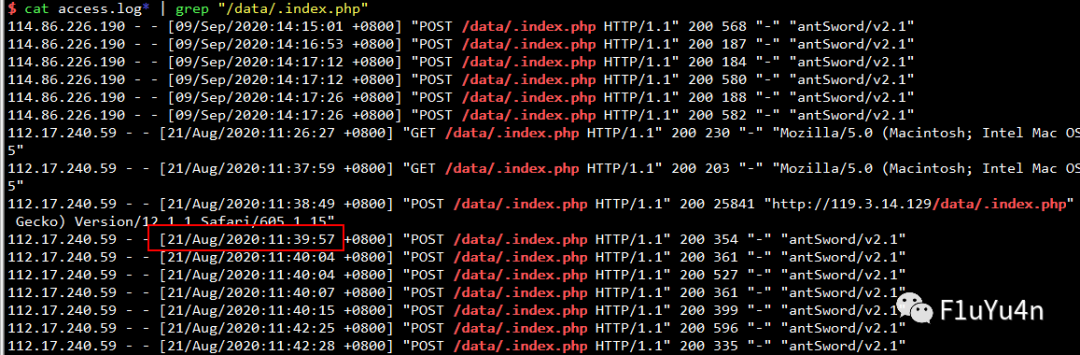 $ cat access.log* | grep "/data/.index.php"
114.86.226.190 - - [09/Sep/2020:14:15:01 +0800] "POST /data/.index.php HTTP/1.1" 200 568 "-" "antSword/v2.1"
114.86.226.190 - - [09/Sep/2020:14:16:53 +0800] "POST /data/.index.php HTTP/1.1" 200 187 "-" "antSword/v2.1"
114.86.226.190 - - [09/Sep/2020:14:17:12 +0800] "POST /data/.index.php HTTP/1.1" 200 184 "-" "antSword/v2.1"
114.86.226.190 - - [09/Sep/2020:14:17:12 +0800] "POST /data/.index.php HTTP/1.1" 200 580 "-" "antSword/v2.1"
114.86.226.190 - - [09/Sep/2020:14:17:26 +0800] "POST /data/.index.php HTTP/1.1" 200 188 "-" "antSword/v2.1"
114.86.226.190 - - [09/Sep/2020:14:17:26 +0800] "POST /data/.index.php HTTP/1.1" 200 582 "-" "antSword/v2.1"
112.17.240.59 - - [21/Aug/2020:11:26:27 +0800] "GET /data/.index.php HTTP/1.1" 200 230 "-" "Mozilla/5.0 (Macintosh; Intel Mac OS
5"
112.17.240.59 - - [21/Aug/2020:11:37:59 +0800] "GET /data/.index.php HTTP/1.1" 200 203 "-" "Mozilla/5.0 (Macintosh; Intel Mac OS
5"
112.17.240.59 - - [21/Aug/2020:11:38:49 +0800] "POST /data/.index.php HTTP/1.1" 200 25841 "http://119.3.14.129/data/.index.php"
Gecko) Version/12.1.1 Safari/605.1.15"
112.17.240.59 - - [21/Aug/2020:11:39:57 +0800] "POST /data/.index.php HTTP/1.1" 200 354 "-" "antSword/v2.1"
112.17.240.59 - - [21/Aug/2020:11:40:04 +0800] "POST /data/.index.php HTTP/1.1" 200 361 "-" "antSword/v2.1"
112.17.240.59 - - [21/Aug/2020:11:40:04 +0800] "POST /data/.index.php HTTP/1.1" 200 527 "-" "antSword/v2.1"
112.17.240.59 - - [21/Aug/2020:11:40:07 +0800] "POST /data/.index.php HTTP/1.1" 200 361 "-" "antSword/v2.1"
112.17.240.59 - - [21/Aug/2020:11:40:15 +0800] "POST /data/.index.php HTTP/1.1" 200 399 "-" "antSword/v2.1"
112.17.240.59 - - [21/Aug/2020:11:42:25 +0800] "POST /data/.index.php HTTP/1.1" 200 596 "-" "antSword/v2.1"
112.17.240.59 - - [21/Aug/2020:11:42:28 +0800] "POST /data/.index.php HTTP/1.1" 200 335 "-" "antSword/v2.1"
F1uYu4n